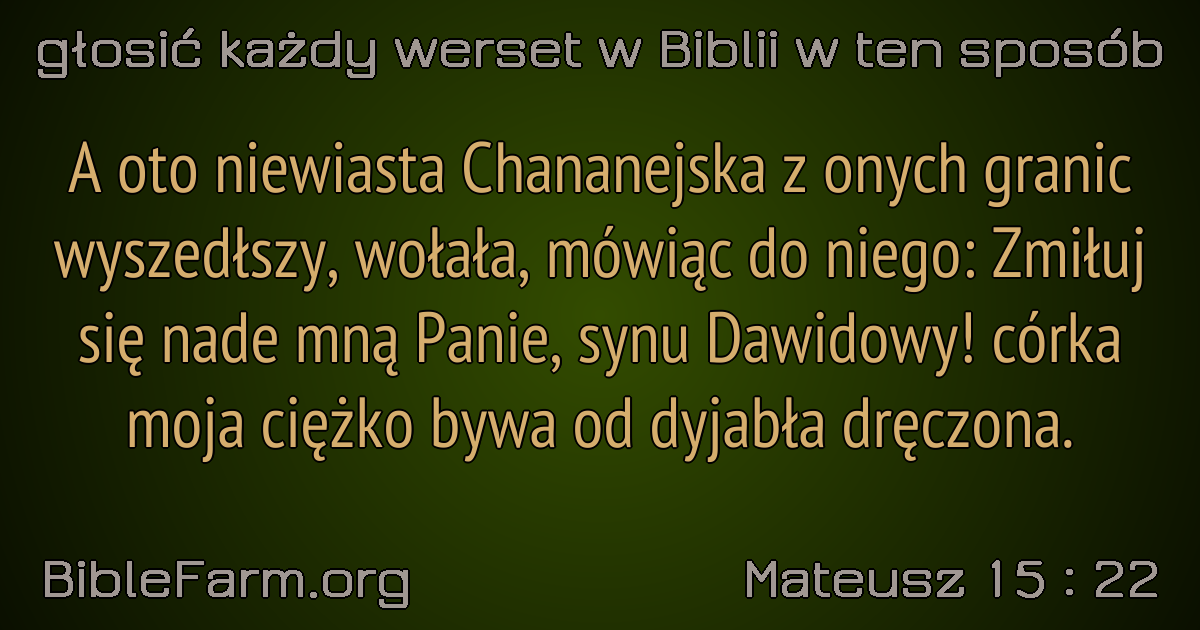 głosić każdy werset w Biblii w ten sposób
A oto niewiasta Chananejska z onych granic
wyszedłszy, wołała, mówiąc do niego: Zmiłuj
się nade mną Panie, synu Dawidowy! córka
moja ciężko bywa od dyjabła dręczona.
BibleFarm.org
Mateusz 15 : 22